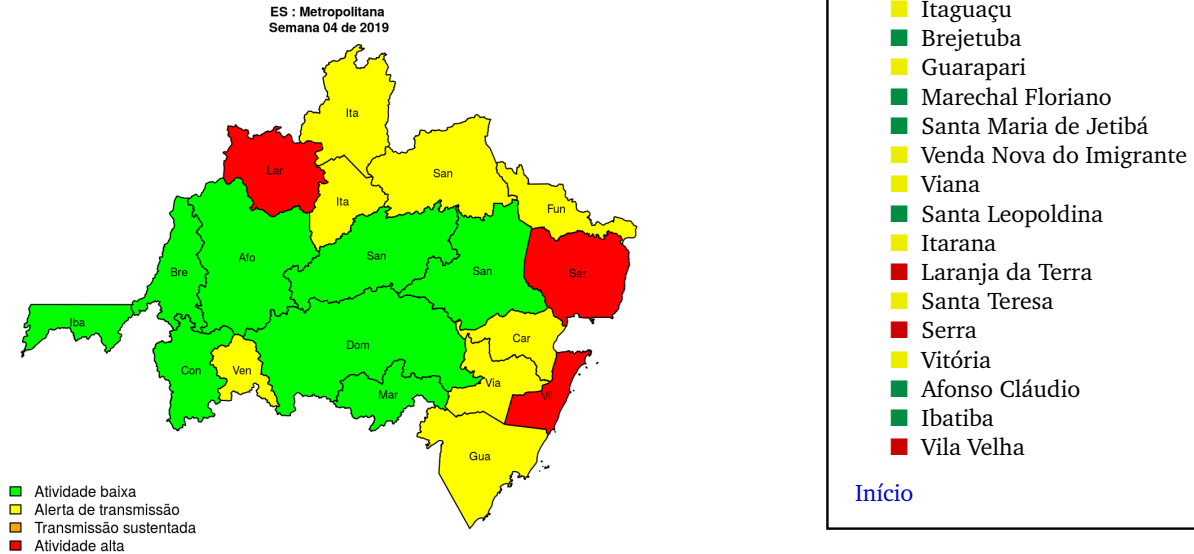 ES : Metropolitana
Semana 04 de 2019
Ita
Lar
San
Ita
Fun
Afo
San
San
Ser
Bre
Iba
Car
Dom
Con
Ven
Via
Mar
Vil
Gua
Atividade baixa
Alerta de transmissão
Transmissão sustentada
Atividade alta
Itaguaçu
Brejetuba
Guarapari
Marechal Floriano
Santa Maria de Jetibá
Venda Nova do Imigrante
Viana
Santa Leopoldina
Itarana
Laranja da Terra
Santa Teresa
Serra
Vitória
Afonso Cláudio
Ibatiba
Vila Velha
Início